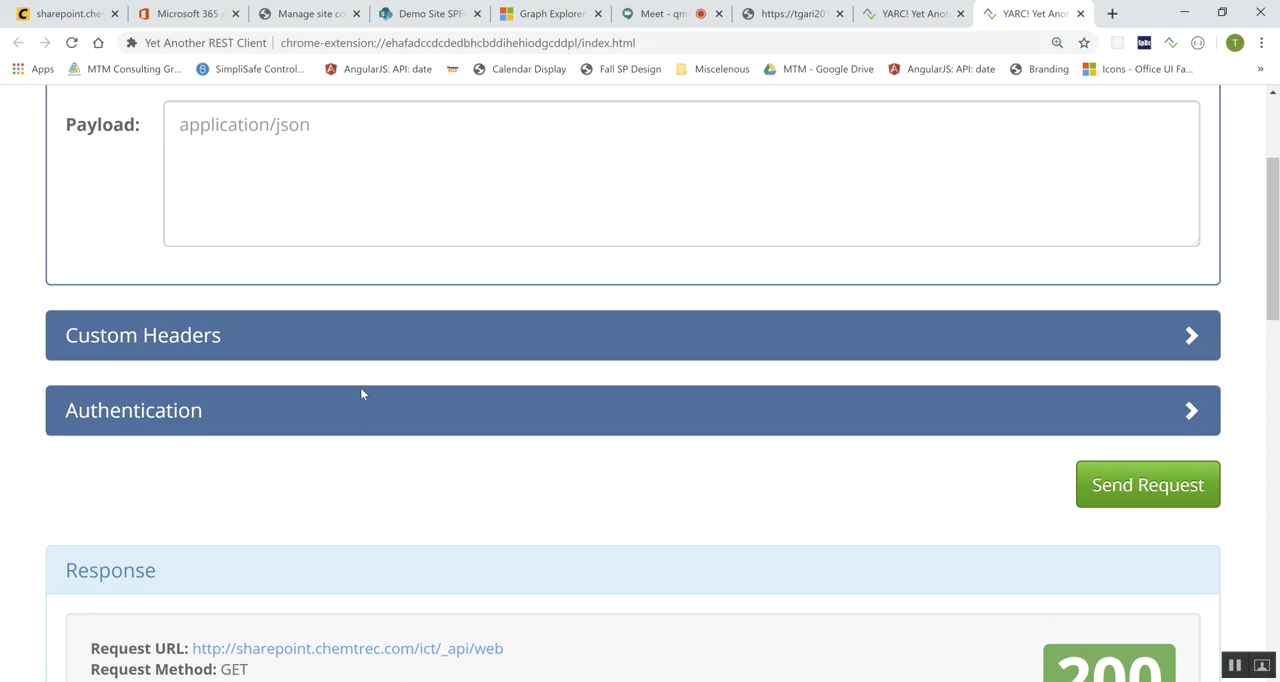 sharepoint.che
Microsoft 365
Manage site co
Demo Site SPF
Graph Explorer
Meet - qm
https://tgari20
YARC! Yet Anot
YARC! Yet Anot
Yet Another REST Client
chrome-extension://ehafadccdcdedbhcbddihehiodgcddpl/index.html
SpRc
T
Apps
MTM Consulting Gr...
SimpliSafe Control...
AngularJS: API: date
Calendar Display
Fall SP Design
Miscelenous
MTM - Google Drive
AngularJS: API: date
Branding
Icons - Office UI Fa...
»
Payload:
application/json
Custom Headers
Authentication
Send Request
Response
Request URL: http://sharepoint.chemtrec.com/ict/_api/web
Request Method: GET
200